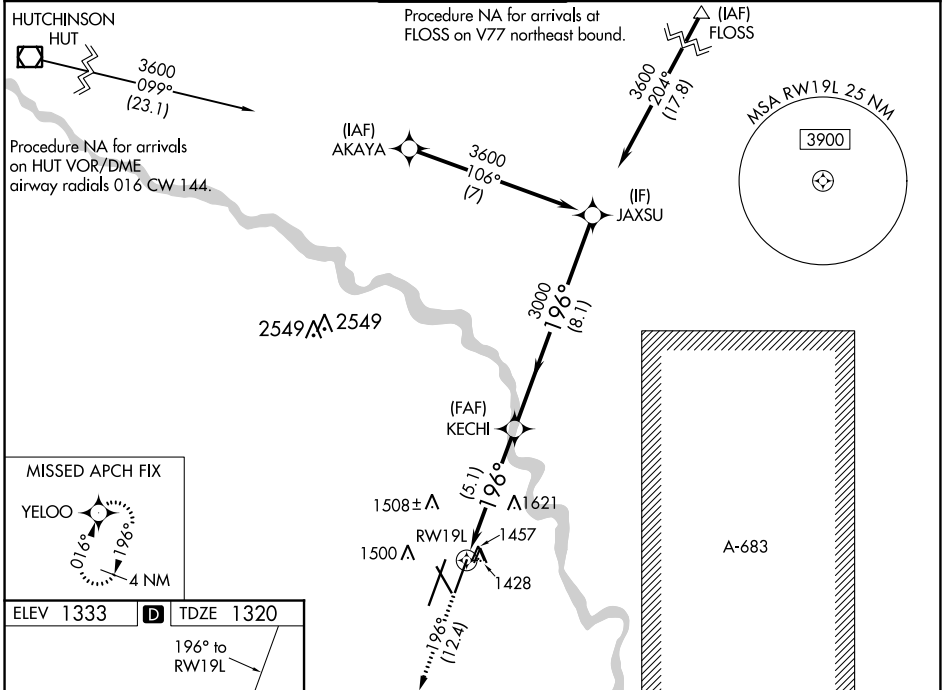 HUTCHINSON
HUT
3600
099°
(23.1)
Procedure NA for arrivals
on HUT VOR/DME
airway radials 016 CW 144.
Procedure NA for arrivals at
FLOSS on V77 northeast bound.
(IAF)
FLOSS
3600
204°
(17.8)
MSA RW19L 25 NM
3900
(IAF)
AKAYA
3600
106°
(7)
(IF)
JAXSU
3000
196°
(8.1)
2549 2549
(FAF)
KECHI
(5.1)
196°
1508±
1621
RW19L
1457
1500
1428
A-683
196°
(12.4)
MISSED APCH FIX
YELOO
016°
196°
4 NM
ELEV 1333 D TDZE 1320
196° to
RW19L